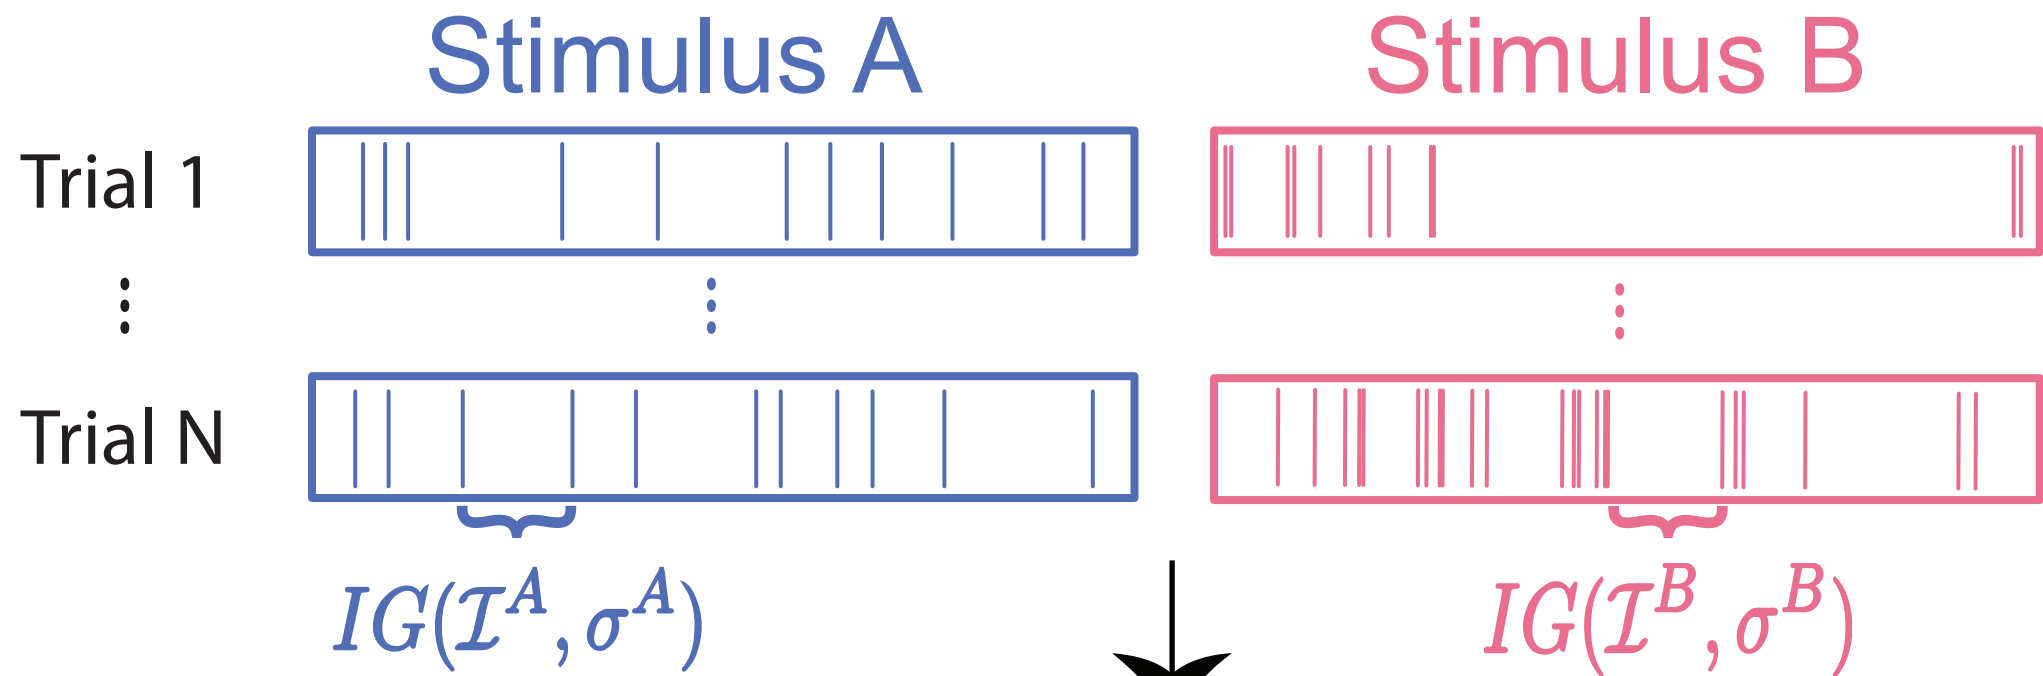 Stimulus A Stimulus B
Trial 1
⋮ ⋮ ⋮
Trial N
IG(𝓘^A, σ^A) IG(𝓘^B, σ^B)